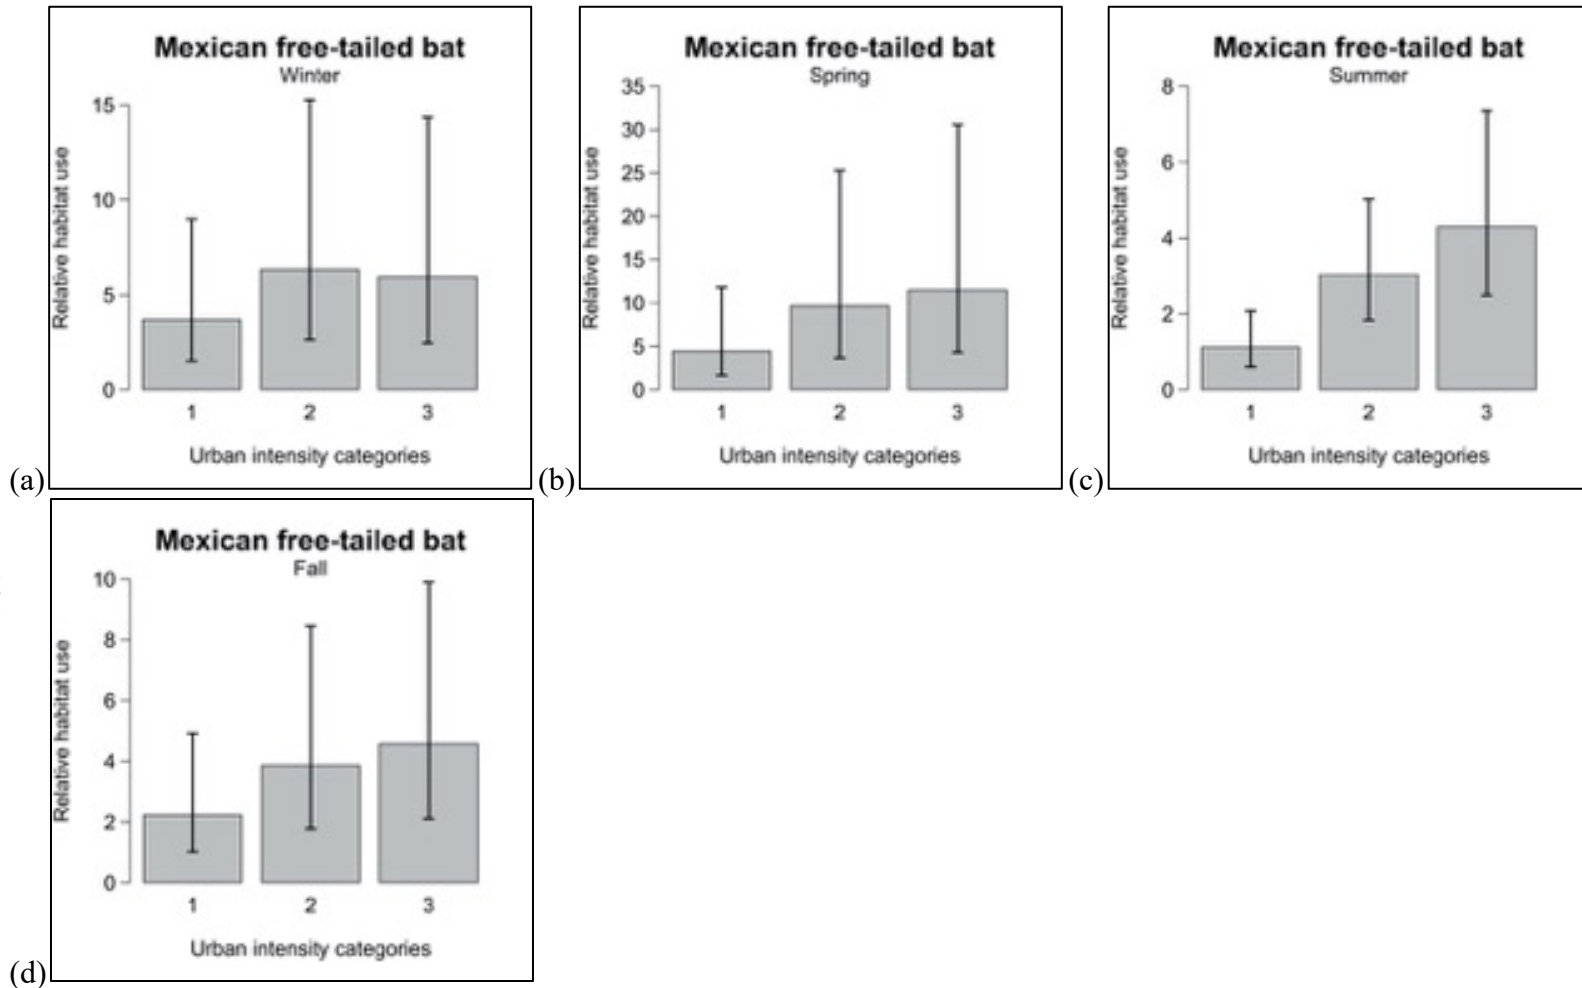 Mexican free-tailed bat
Winter
15
10
5
0
Relative habitat use
1 2 3
Urban intensity categories
(a)
Mexican free-tailed bat
Spring
35
30
25
20
15
10
5
0
Relative habitat use
1 2 3
Urban intensity categories
(b)
Mexican free-tailed bat
Summer
8
6
4
2
0
Relative habitat use
1 2 3
Urban intensity categories
(c)
Mexican free-tailed bat
Fall
10
8
6
4
2
0
Relative habitat use
1 2 3
Urban intensity categories
(d)